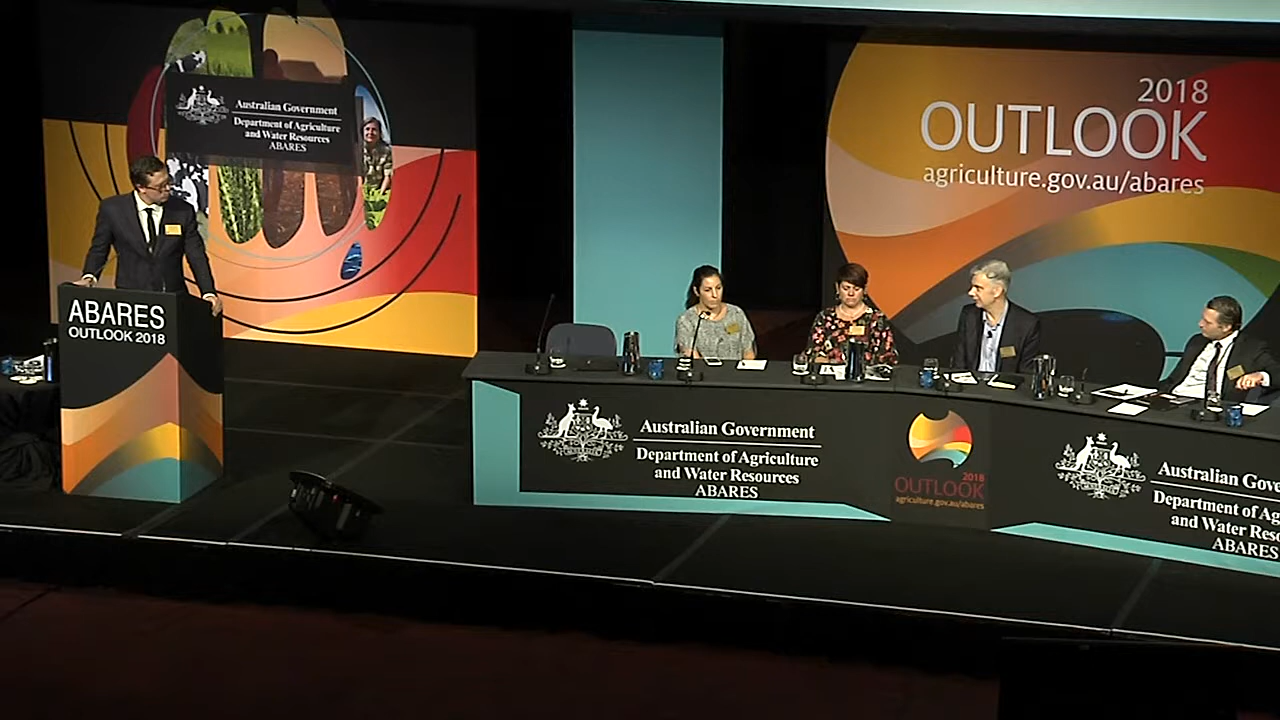 Australian Government
Department of Agriculture
and Water Resources
ABARES
2018
OUTLOOK
agriculture.gov.au/abares
ABARES
OUTLOOK 2018
Australian Government
Department of Agriculture
and Water Resources
ABARES
2018
OUTLOOK
agriculture.gov.au/abares
Australian Gove
Department of Ag
and Water Reso
ABARES